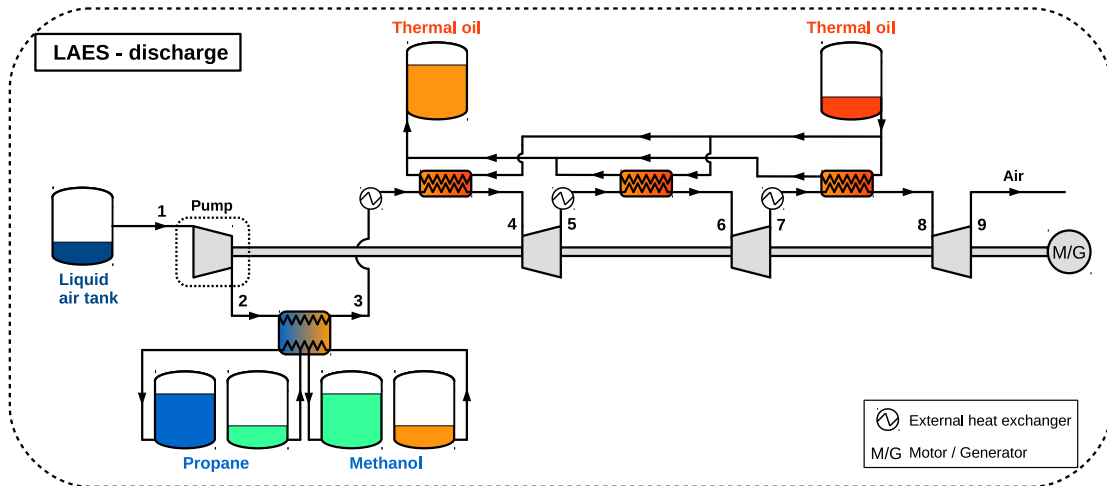 LAES - discharge
Thermal oil
Thermal oil
Air
1
Pump
4
5
6
7
8
9
M/G
Liquid
air tank
2
3
Propane
Methanol
External heat exchanger
M/G Motor / Generator